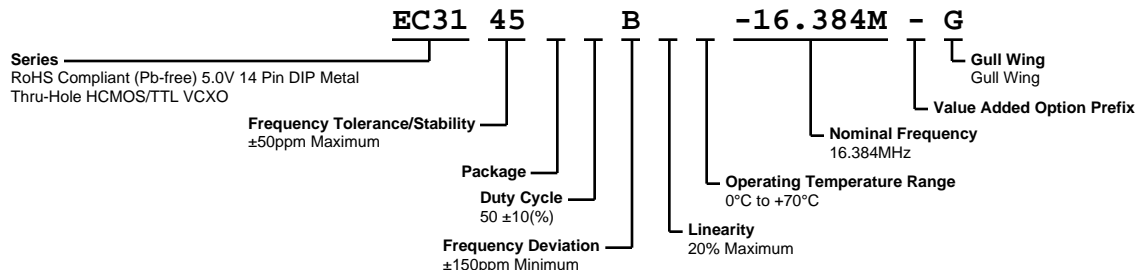 EC31 45 B -16.384M - G
Series
RoHS Compliant (Pb-free) 5.0V 14 Pin DIP Metal
Thru-Hole HCMOS/TTL VCXO
Gull Wing
Gull Wing
Value Added Option Prefix
Frequency Tolerance/Stability
±50ppm Maximum
Nominal Frequency
16.384MHz
Package
Operating Temperature Range
0°C to +70°C
Duty Cycle
50 ±10(%)
Linearity
20% Maximum
Frequency Deviation
±150ppm Minimum